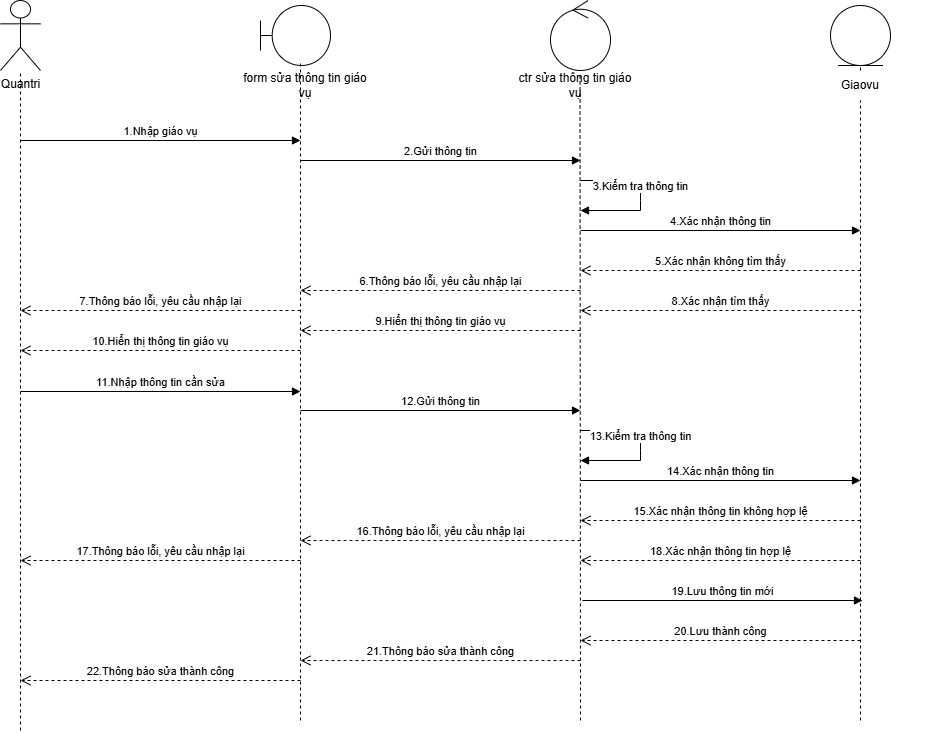 Quantri
form sửa thông tin giáo
vụ
ctr sửa thông tin giáo
vụ
Giaovu
1.Nhập giáo vụ
2.Gửi thông tin
3.Kiểm tra thông tin
4.Xác nhận thông tin
5.Xác nhận không tìm thấy
6.Thông báo lỗi, yêu cầu nhập lại
7.Thông báo lỗi, yêu cầu nhập lại
8.Xác nhận tìm thấy
9.Hiển thị thông tin giáo vụ
10.Hiển thị thông tin giáo vụ
11.Nhập thông tin cần sửa
12.Gửi thông tin
13.Kiểm tra thông tin
14.Xác nhận thông tin
15.Xác nhận thông tin không hợp lệ
16.Thông báo lỗi, yêu cầu nhập lại
17.Thông báo lỗi, yêu cầu nhập lại
18.Xác nhận thông tin hợp lệ
19.Lưu thông tin mới
20.Lưu thành công
21.Thông báo sửa thành công
22.Thông báo sửa thành công